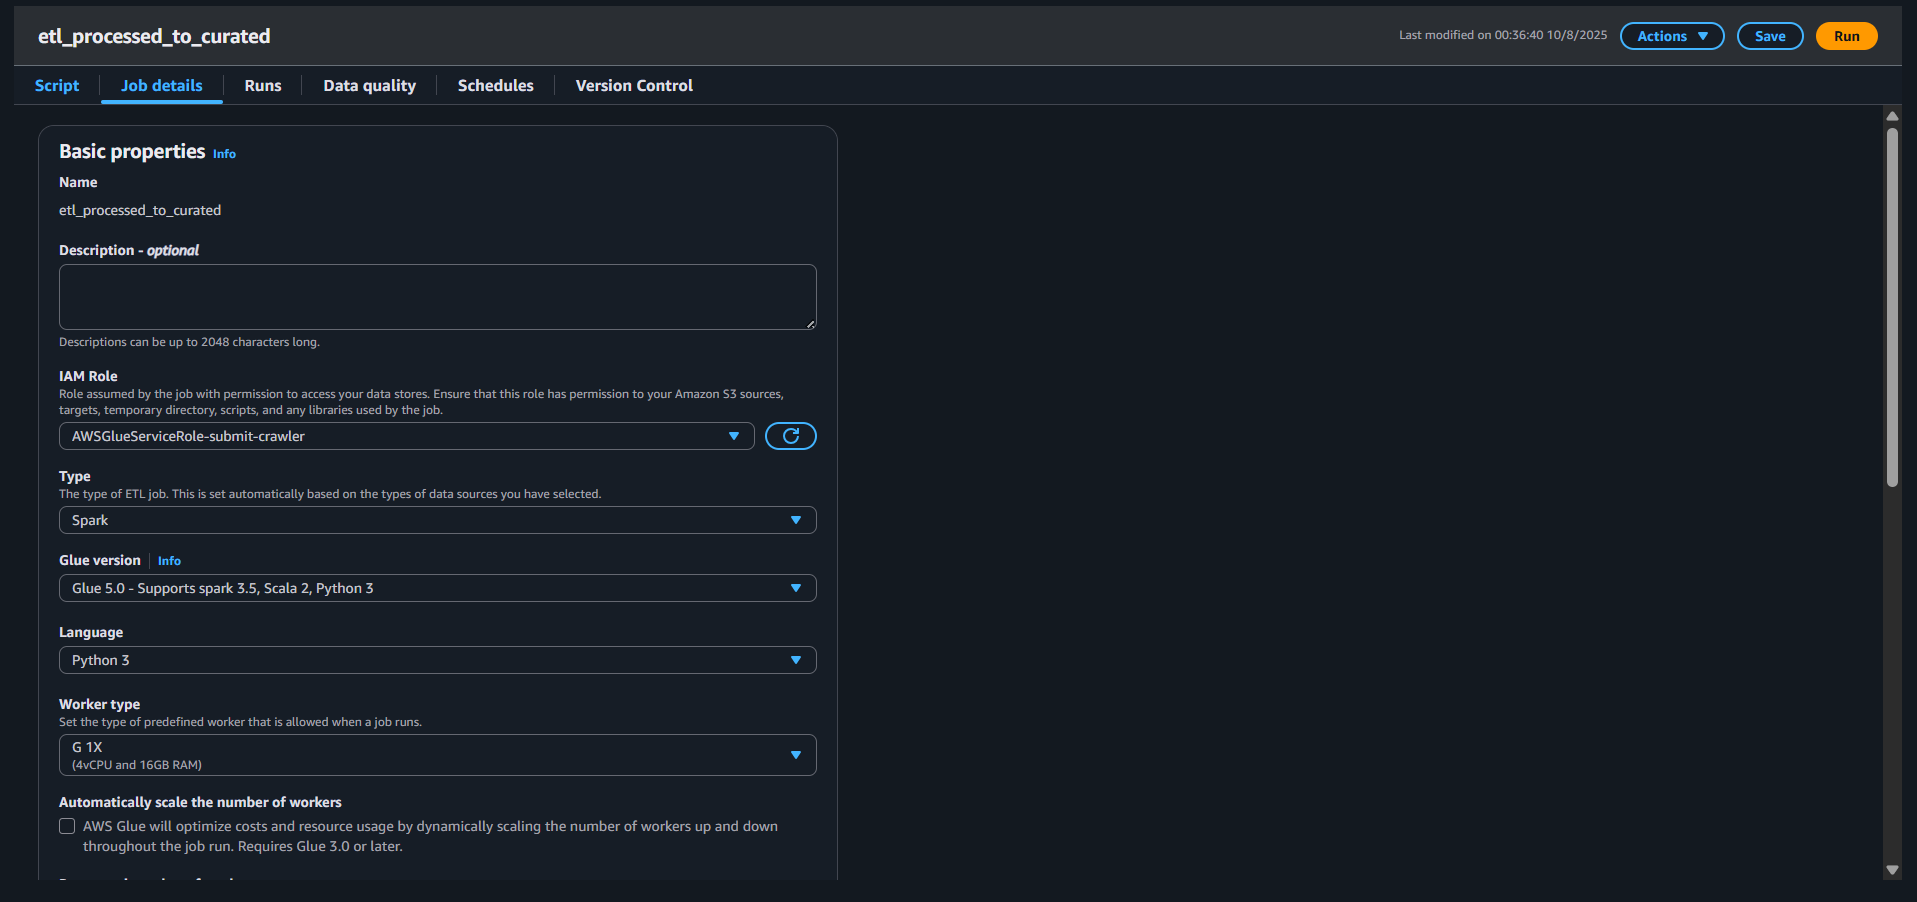 etl_processed_to_curated
Last modified on 00:36:40 10/8/2025
Actions
Save
Run
Script
Job details
Runs
Data quality
Schedules
Version Control
Basic properties Info
Name
etl_processed_to_curated
Description - optional
Descriptions can be up to 2048 characters long.
IAM Role
Role assumed by the job with permission to access your data stores. Ensure that this role has permission to your Amazon S3 sources,
targets, temporary directory, scripts, and any libraries used by the job.
AWSGlueServiceRole-submit-crawler
Type
The type of ETL job. This is set automatically based on the types of data sources you have selected.
Spark
Glue version Info
Glue 5.0 - Supports spark 3.5, Scala 2, Python 3
Language
Python 3
Worker type
Set the type of predefined worker that is allowed when a job runs.
G 1X
(4vCPU and 16GB RAM)
Automatically scale the number of workers
AWS Glue will optimize costs and resource usage by dynamically scaling the number of workers up and down
throughout the job run. Requires Glue 3.0 or later.